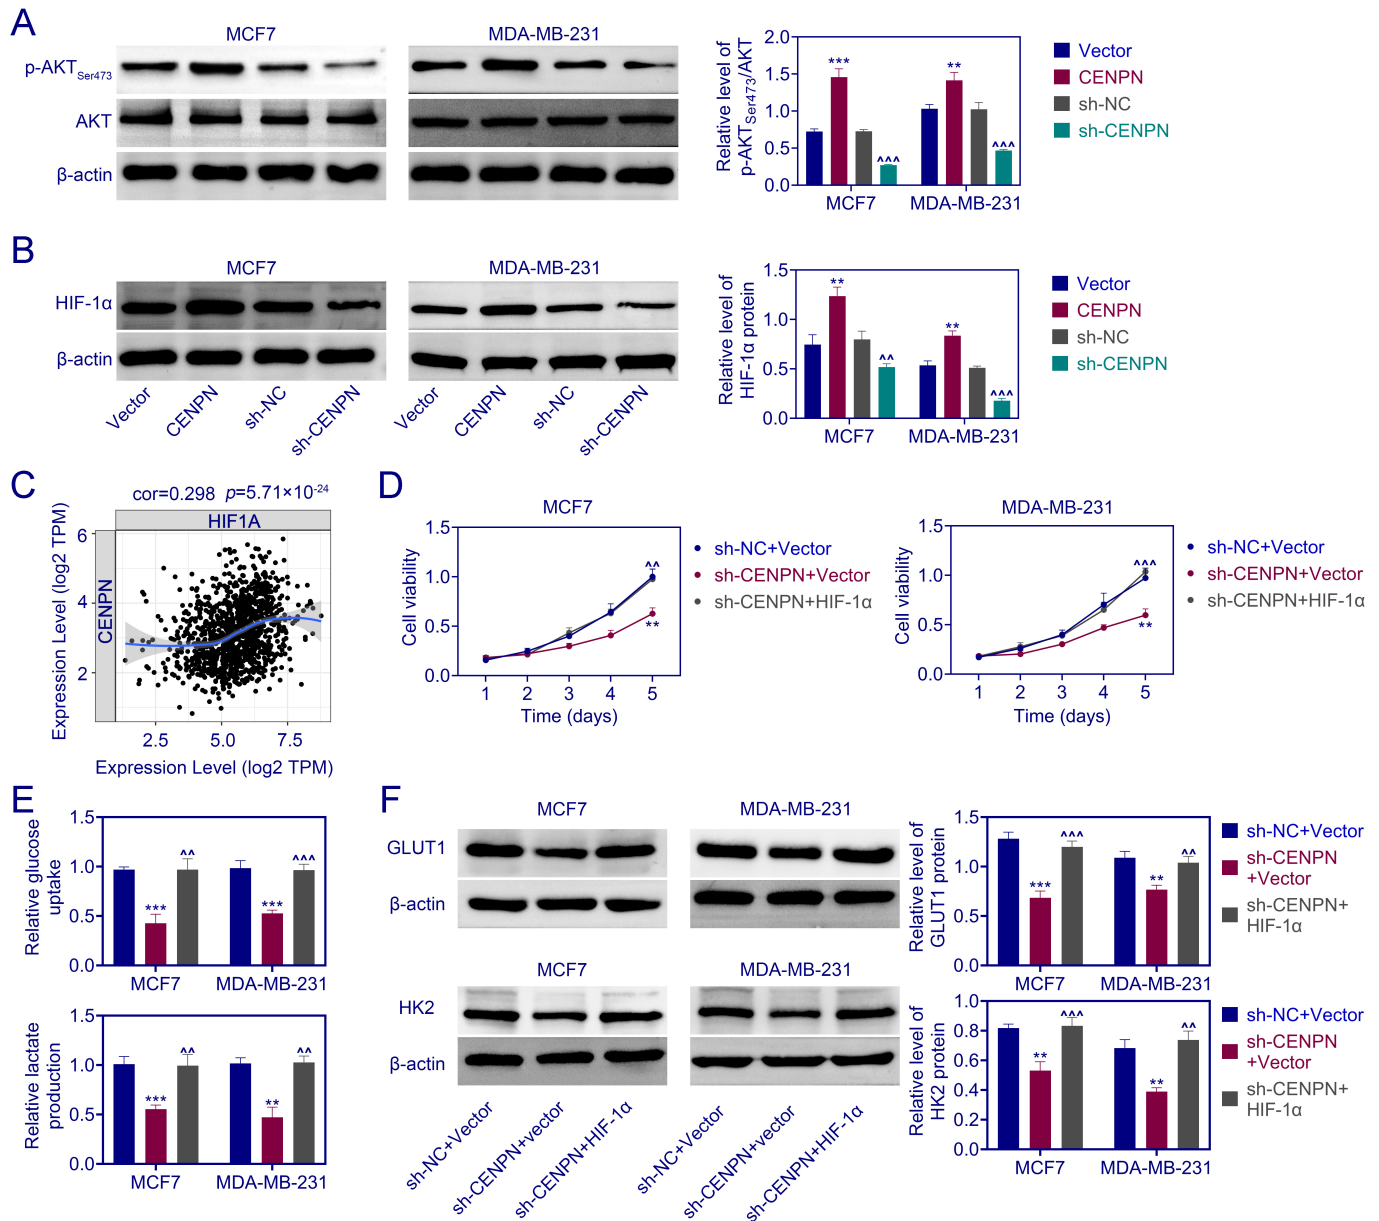 A
MCF7
MDA-MB-231
p-AKTSer473
AKT
β-actin
Relative level of
p-AKTSer473/AKT
2.0
1.5
1.0
0.5
0.0
***
^^^
**
^^^
MCF7
MDA-MB-231
Vector
CENPN
sh-NC
sh-CENPN
B
MCF7
MDA-MB-231
HIF-1α
β-actin
Vector
CENPN
sh-NC
sh-CENPN
Vector
CENPN
sh-NC
sh-CENPN
Relative level of
HIF-1α protein
1.5
1.0
0.5
0.0
**
^^
**
^^^
MCF7
MDA-MB-231
Vector
CENPN
sh-NC
sh-CENPN
C
cor=0.298 p=5.71×10-24
HIF1A
CENPN
Expression Level (log2 TPM)
6
4
2
2.5
5.0
7.5
Expression Level (log2 TPM)
D
MCF7
Cell viability
1.5
1.0
0.5
0.0
^^
**
1
2
3
4
5
Time (days)
sh-NC+Vector
sh-CENPN+Vector
sh-CENPN+HIF-1α
MDA-MB-231
Cell viability
1.5
1.0
0.5
0.0
^^^
**
1
2
3
4
5
Time (days)
sh-NC+Vector
sh-CENPN+Vector
sh-CENPN+HIF-1α
E
Relative glucose
uptake
1.5
1.0
0.5
0.0
***
^^
***
^^^
MCF7
MDA-MB-231
Relative lactate
production
1.5
1.0
0.5
0.0
***
^^
**
^^
MCF7
MDA-MB-231
F
MCF7
MDA-MB-231
GLUT1
β-actin
MCF7
MDA-MB-231
HK2
β-actin
sh-NC+Vector
sh-CENPN+vector
sh-CENPN+HIF-1α
sh-NC+Vector
sh-CENPN+vector
sh-CENPN+HIF-1α
Relative level of
GLUT1 protein
1.5
1.0
0.5
0.0
***
^^^
**
^^
MCF7
MDA-MB-231
sh-NC+Vector
sh-CENPN
+Vector
sh-CENPN+
HIF-1α
Relative level of
HK2 protein
1.0
0.8
0.6
0.4
0.2
0.0
**
^^^
**
^^
MCF7
MDA-MB-231
sh-NC+Vector
sh-CENPN
+Vector
sh-CENPN+
HIF-1α